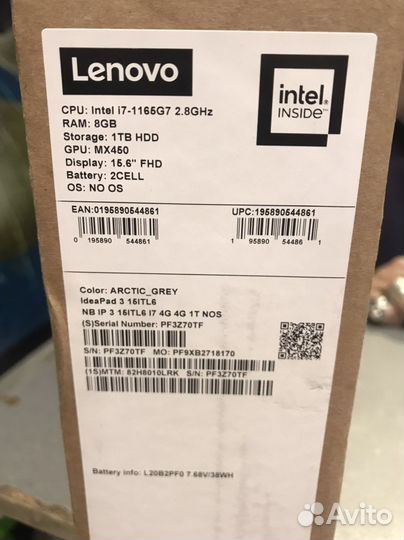 Lenovo
CPU: Intel i7-1165G7 2.8GHz
RAM: 8GB
Storage: 1TB HDD
GPU: MX450
Display: 15.6" FHD
Battery: 2CELL
OS: NO OS
intel.
INSIDE™
EAN:0195890544861
UPC:195890544861
0 195890 544861
1 95890 54486 1
Color: ARCTIC_GREY
IdeaPad 3 15ITL6
NB IP 3 15ITL6 I7 4G 4G 1T NOS
(S)Serial Number: PF3Z70TF
S/N: PF3Z70TF MO: PF9XB2718170
(1S)MTM: 82H8010LRK S/N: PF3Z70TF
Battery info: L20B2PF0 7.68V/38WH
Avito